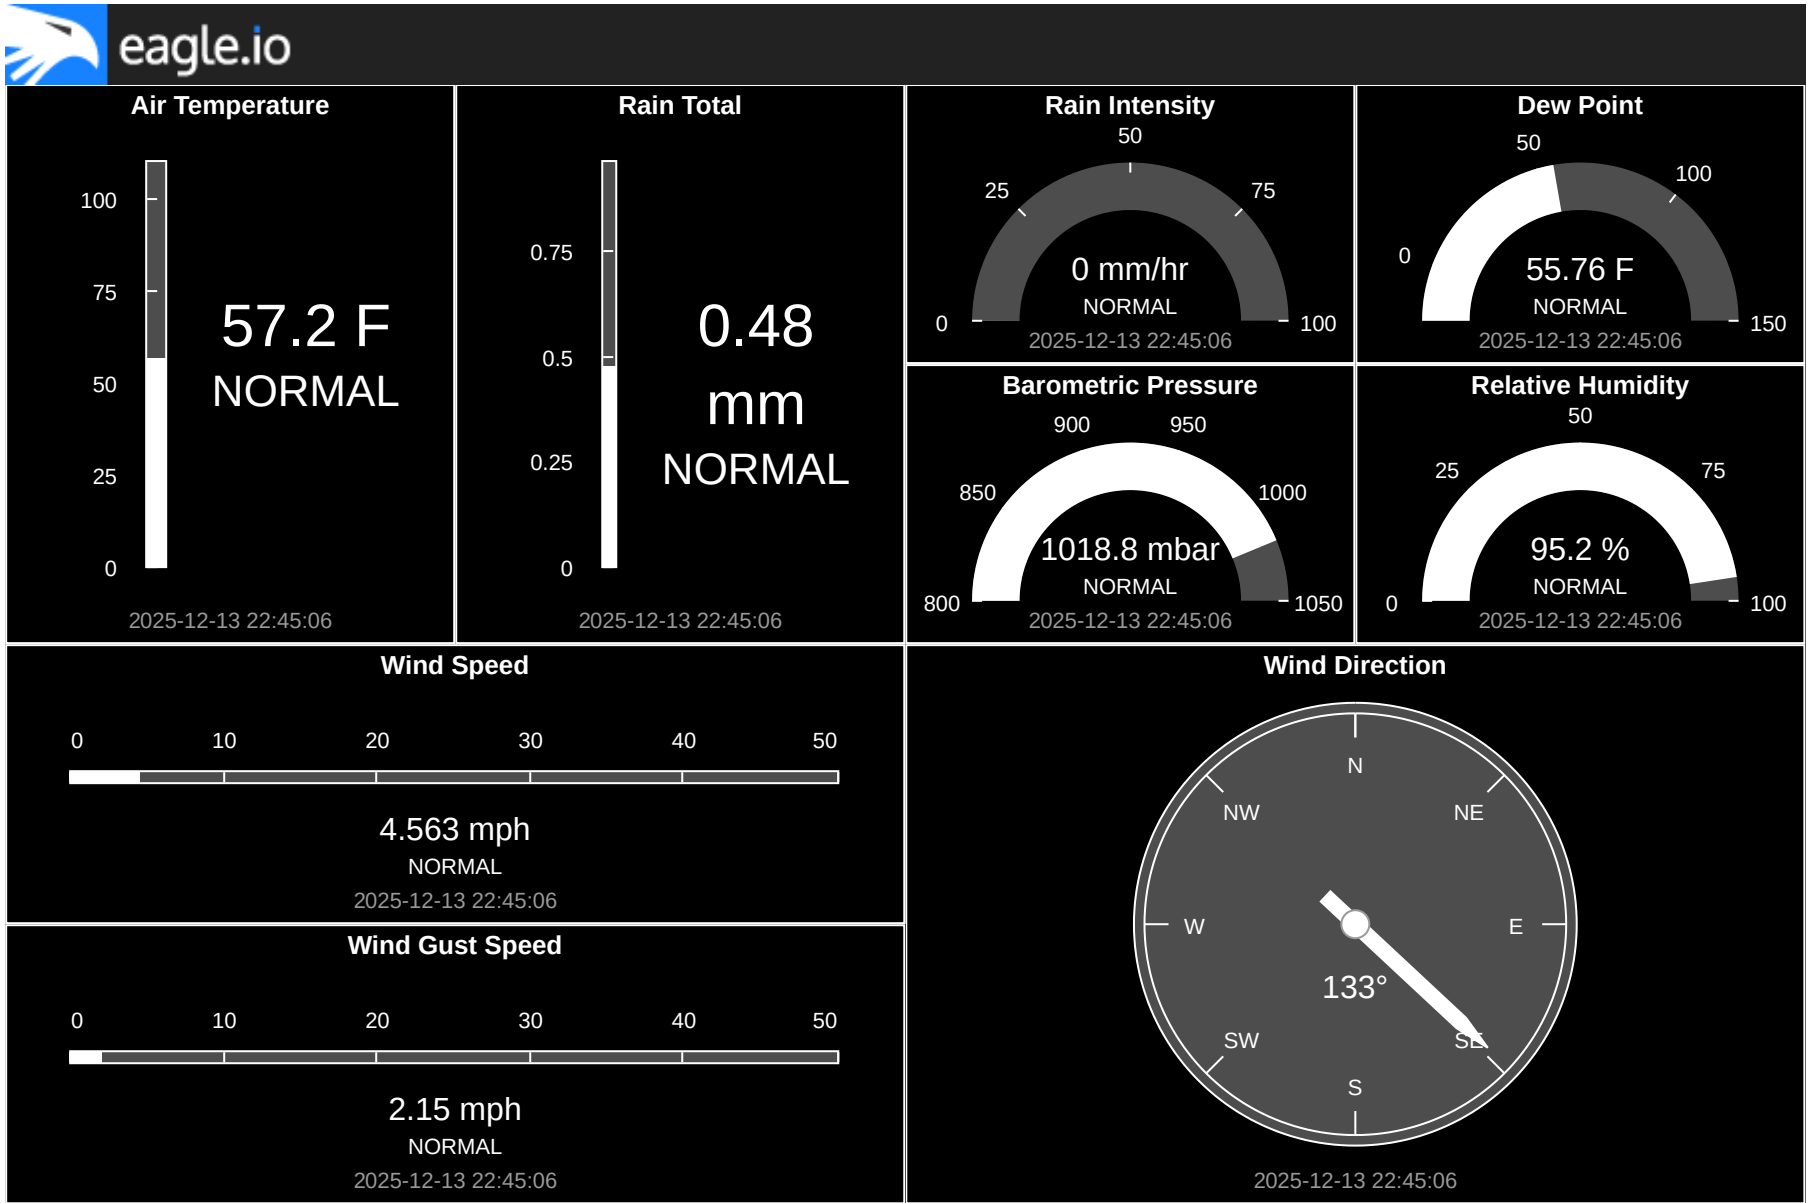 eagle.io
Air Temperature
100
75
50
25
0
57.2 F
NORMAL
2025-12-13 22:45:06
Rain Total
0.75
0.5
0.25
0
0.48
mm
NORMAL
2025-12-13 22:45:06
Rain Intensity
0
25
50
75
100
0 mm/hr
NORMAL
2025-12-13 22:45:06
Dew Point
0
50
100
150
55.76 F
NORMAL
2025-12-13 22:45:06
Barometric Pressure
800
850
900
950
1000
1050
1018.8 mbar
NORMAL
2025-12-13 22:45:06
Relative Humidity
0
25
50
75
100
95.2 %
NORMAL
2025-12-13 22:45:06
Wind Speed
0 10 20 30 40 50
4.563 mph
NORMAL
2025-12-13 22:45:06
Wind Gust Speed
0 10 20 30 40 50
2.15 mph
NORMAL
2025-12-13 22:45:06
Wind Direction
N
NW NE
W E
133°
SW SE
S
2025-12-13 22:45:06